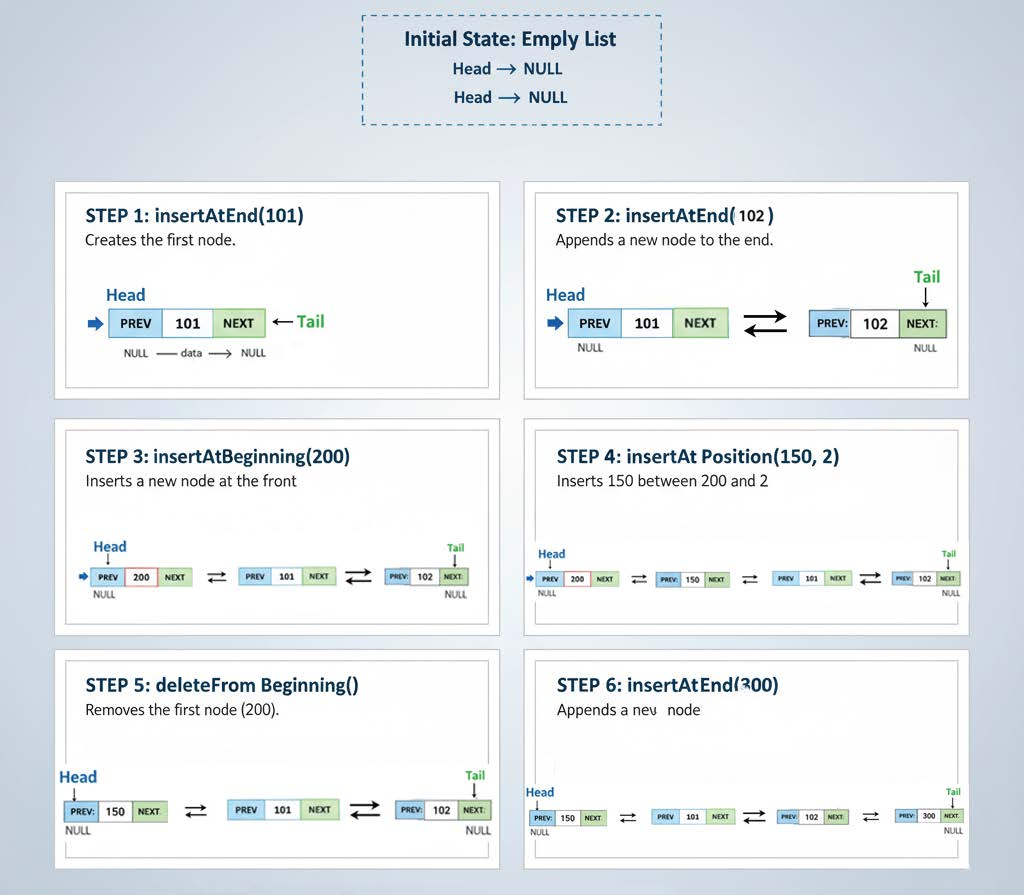 Initial State: Emply List
Head → NULL
Head → NULL
STEP 1: insertAtEnd(101)
Creates the first node.
Head
PREV 101 NEXT ← Tail
NULL — data → NULL
STEP 2: insertAtEnd( 102 )
Appends a new node to the end.
Tail
Head
PREV 101 NEXT PREV: 102 NEXT:
NULL NULL
STEP 3: insertAtBeginning(200)
Inserts a new node at the front
Head Tail
PREV 200 NEXT PREV 101 NEXT PREV: 102 NEXT:
NULL NULL
STEP 4: insertAt Position(150, 2)
Inserts 150 between 200 and 2
Head Tail
PREV 200 NEXT PREV: 150 NEXT PREV 101 NEXT PREV: 102 NEXT:
NULL NULL
STEP 5: deleteFrom Beginning()
Removes the first node (200).
Head Tail
PREV: 150 NEXT: PREV 101 NEXT PREV: 102 NEXT:
NULL NULL
STEP 6: insertAtEnd(300)
Appends a new node
Head Tail
PREV: 150 NEXT: PREV 101 NEXT PREV: 102 NEXT: PREV: 300 NEXT:
NULL NULL